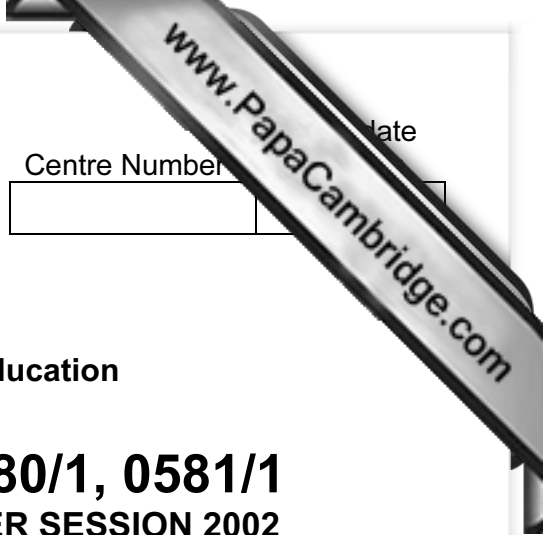 www.PapaCambridge.com
date
Centre Number
ducation
80/1, 0581/1
ER SESSION 2002